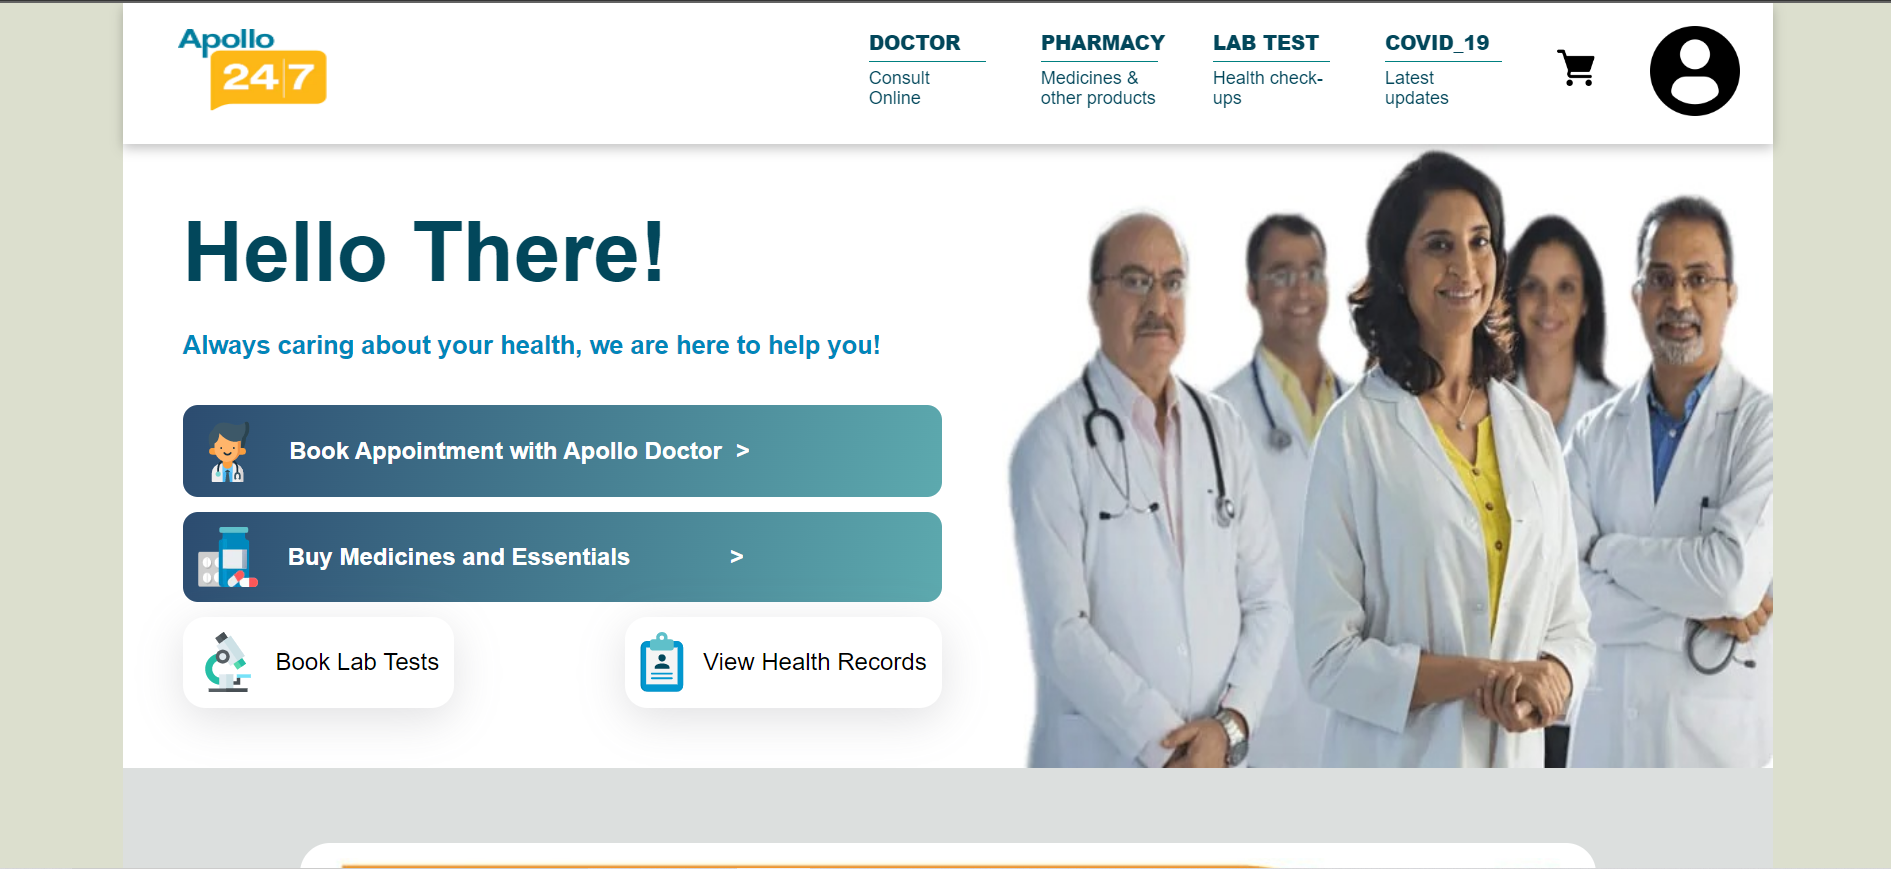 Apollo
24|7
DOCTOR
Consult
Online
PHARMACY
Medicines &
other products
LAB TEST
Health check-
ups
COVID_19
Latest
updates
Hello There!
Always caring about your health, we are here to help you!
Book Appointment with Apollo Doctor >
Buy Medicines and Essentials >
Book Lab Tests
View Health Records